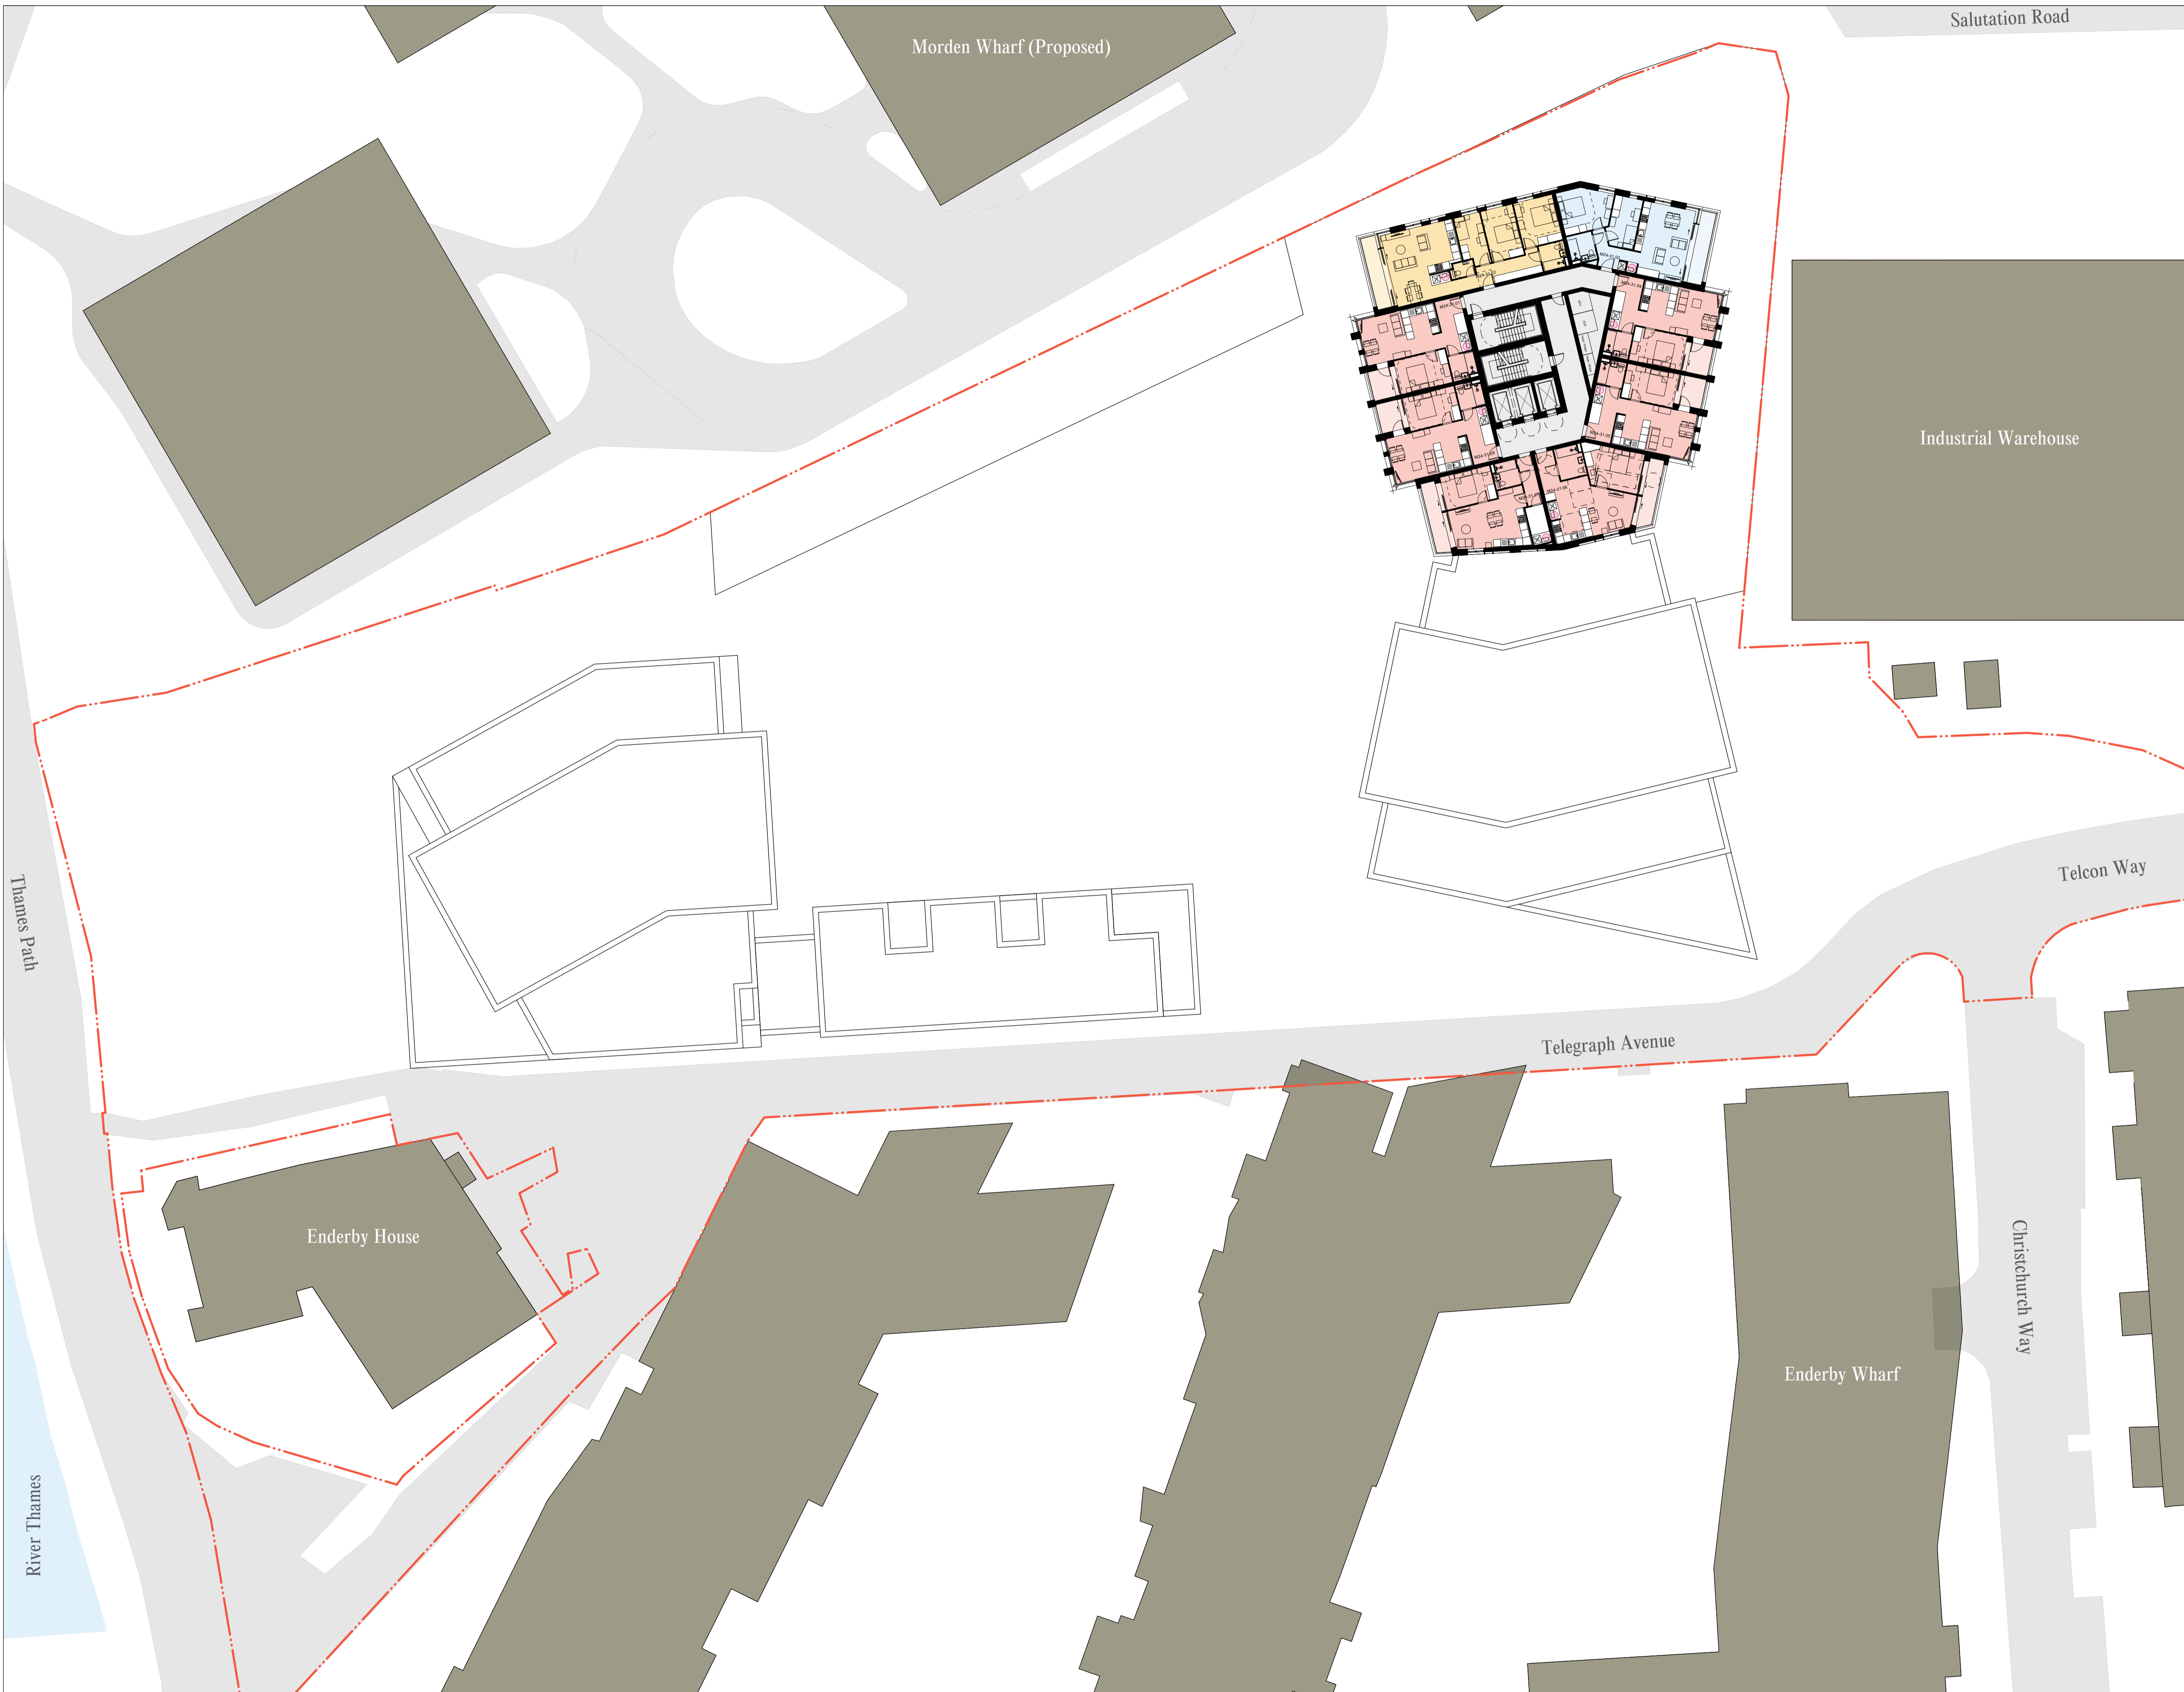 Salutation Road
Morden Wharf (Proposed)
Industrial Warehouse
Thames Path
Telcon Way
Telegraph Avenue
Enderby House
Christchurch Way
Enderby Wharf
River Thames